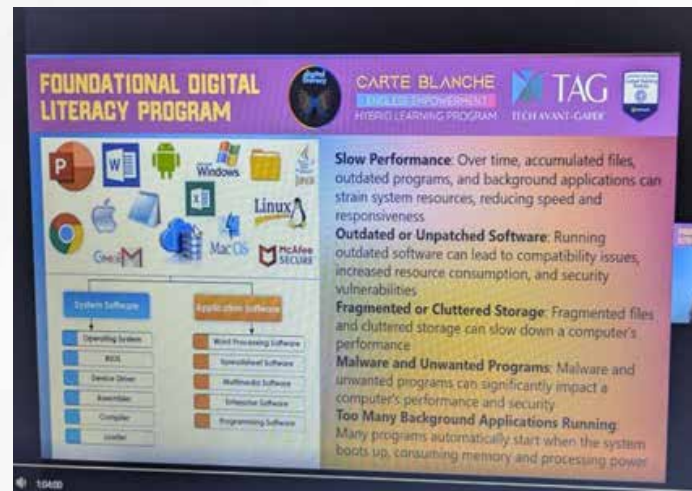 FOUNDATIONAL DIGITAL
LITERACY PROGRAM
digital
literacy
CARTE BLANCHE
ENDLESS EMPOWERMENT
HYBRID LEARNING PROGRAM
TAG
TECH AVANT-GARDE
Windows
Java
Linux
Gmail
Mac OS
McAfee
SECURE
System Software
Operating System
BIOS
Device Driver
Assembler
Compiler
Loader
Application Software
Word Processing Software
Spreadsheet Software
Multimedia Software
Enterprise Software
Programming Software
Slow Performance: Over time, accumulated files,
outdated programs, and background applications can
strain system resources, reducing speed and
responsiveness
Outdated or Unpatched Software: Running
outdated software can lead to compatibility issues,
increased resource consumption, and security
vulnerabilities
Fragmented or Cluttered Storage: Fragmented files
and cluttered storage can slow down a computer's
performance
Malware and Unwanted Programs: Malware and
unwanted programs can significantly impact a
computer's performance and security
Too Many Background Applications Running:
Many programs automatically start when the system
boots up, consuming memory and processing power
1:04:00